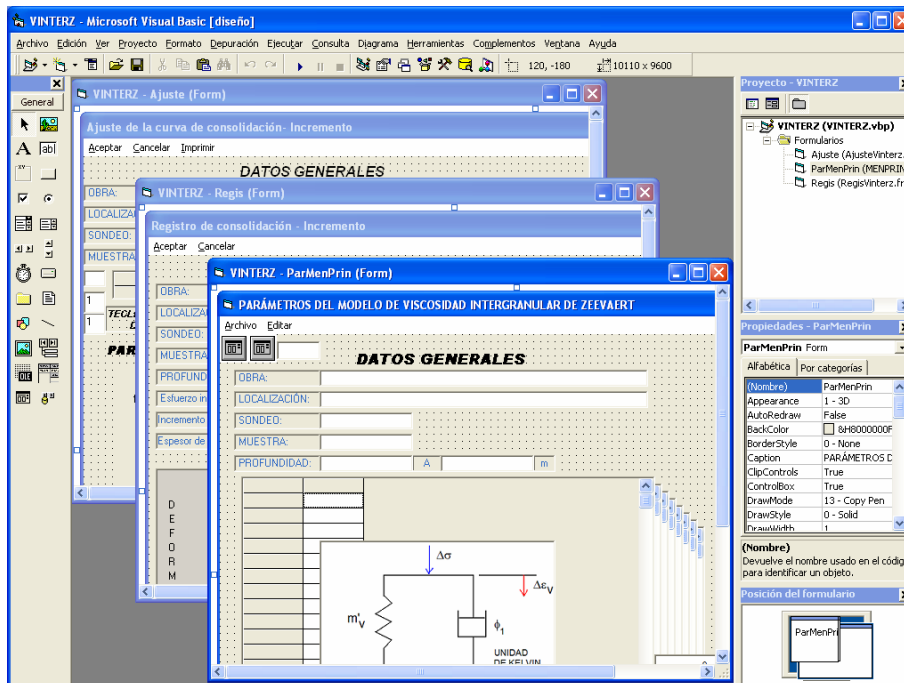 VINTERZ - Microsoft Visual Basic [diseño]
Archivo Edición Ver Proyecto Formato Depuración Ejecutar Consulta Diagrama Herramientas Complementos Ventana Ayuda
120, -180 10110 x 9600
General
VINTERZ - Ajuste (Form)
Ajuste de la curva de consolidación- Incremento
Aceptar Cancelar Imprimir
DATOS GENERALES
OBRA:
SONDEO:
MUESTRA:
1
1
VINTERZ - Regis (Form)
Registro de consolidación - Incremento
Aceptar Cancelar
OBRA:
SONDEO:
MUESTRA:
Esfuerzo
Incremento
Espesor de
D
E
F
O
R
M
VINTERZ - ParMenPrin (Form)
PARÁMETROS DEL MODELO DE VISCOSIDAD INTERGRANULAR DE ZEEVAERT
Archivo Editar
DATOS GENERALES
OBRA:
LOCALIZACIÓN:
SONDEO:
MUESTRA:
PROFUNDIDAD: A m
Δσ
Δεv
m'v
ϕ1
UNIDAD
DE KELVIN
Proyecto - VINTERZ
VINTERZ (VINTERZ.vbp)
Formularios
Ajuste (AjusteVinterz.
ParMenPrin (MENPRIN
Regis (RegisVinterz.fr
Propiedades - ParMenPrin
ParMenPrin Form
Alfabética Por categorías
(Nombre) ParMenPrin
Appearance 1 - 3D
AutoRedraw False
BackColor &H8000000F
BorderStyle 0 - None
Caption PARÁMETROS D
ClipControls True
ControlBox True
DrawMode 13 - Copy Pen
DrawStyle 0 - Solid
DrawWidth 1
(Nombre)
Devuelve el nombre usado en el códig
para identificar un objeto.
Posición del formulario
ParMenPri